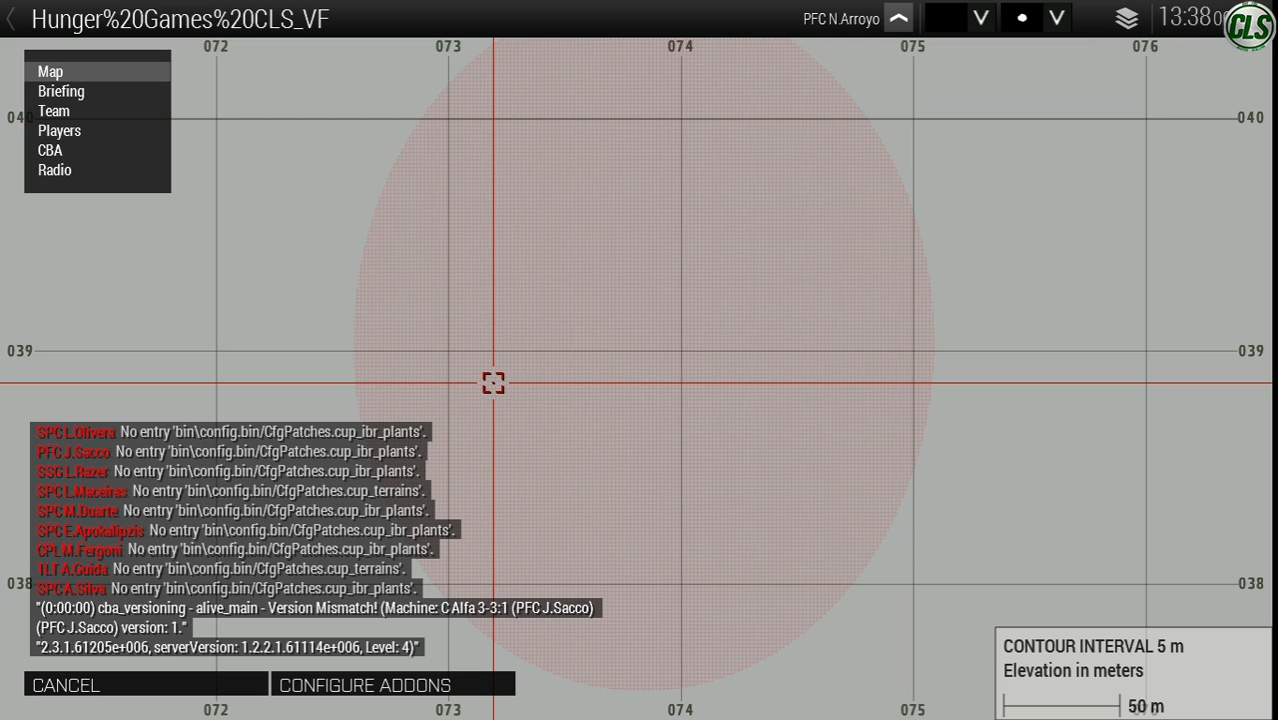 Hunger%20Games%20CLS_VF
PFC N.Arroyo
13:38
CLS
072 073 074 075 076
Map
Briefing
Team
Players
CBA
Radio
040 040
039 039
SPC L.Olivera No entry 'bin\config.bin/CfgPatches.cup_ibr_plants'.
PFC J.Sacco No entry 'bin\config.bin/CfgPatches.cup_ibr_plants'.
SSG L.Razer No entry 'bin\config.bin/CfgPatches.cup_ibr_plants'.
SPC L.Maceiras No entry 'bin\config.bin/CfgPatches.cup_terrains'.
SPC M.Duarte No entry 'bin\config.bin/CfgPatches.cup_ibr_plants'.
SPC E.Apokalipzis No entry 'bin\config.bin/CfgPatches.cup_ibr_plants'.
CPL M.Fergoni No entry 'bin\config.bin/CfgPatches.cup_ibr_plants'.
1LT A.Guida No entry 'bin\config.bin/CfgPatches.cup_terrains'.
038 038
SPC A.Silva No entry 'bin\config.bin/CfgPatches.cup_ibr_plants'.
"(0:00:00) cba_versioning - alive_main - Version Mismatch! (Machine: C Alfa 3-3:1 (PFC J.Sacco)
(PFC J.Sacco) version: 1."
"2.3.1.61205e+006, serverVersion: 1.2.2.1.61114e+006, Level: 4)"
CONTOUR INTERVAL 5 m
Elevation in meters
50 m
CANCEL
CONFIGURE ADDONS
072 073 074 075